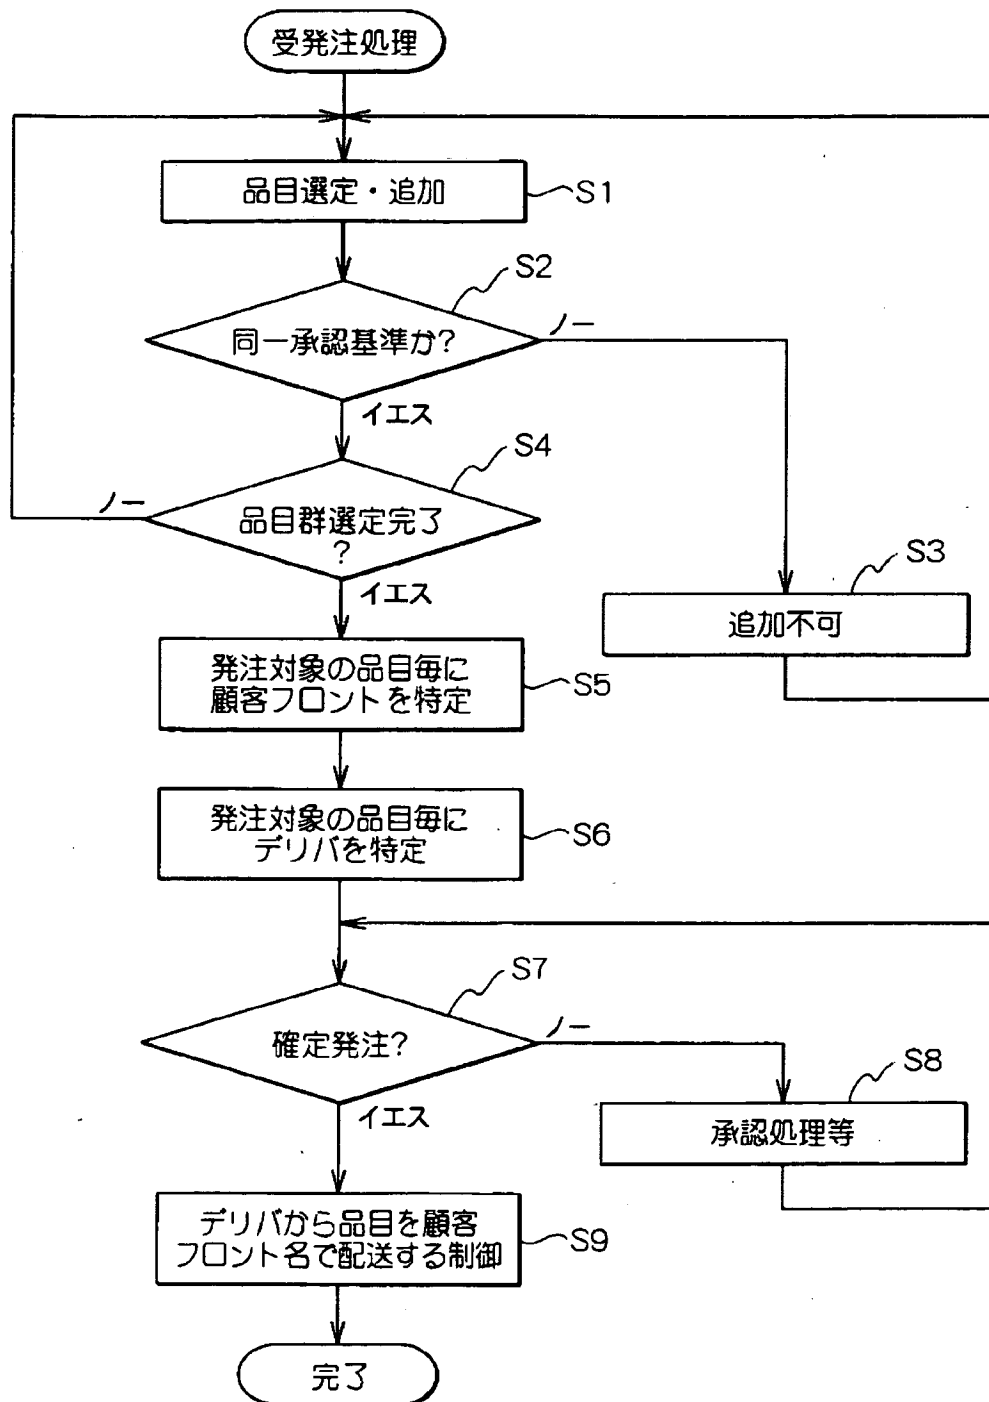 受発注処理
品目選定・追加
S1
S2
同一承認基準か?
ノー
イエス
S4
ノー
品目群選定完了
?
イエス
S3
追加不可
発注対象の品目毎に
顧客フロントを特定
S5
発注対象の品目毎に
デリバを特定
S6
S7
確定発注?
ノー
イエス
S8
承認処理等
デリバから品目を顧客
フロント名で配送する制御
S9
完了